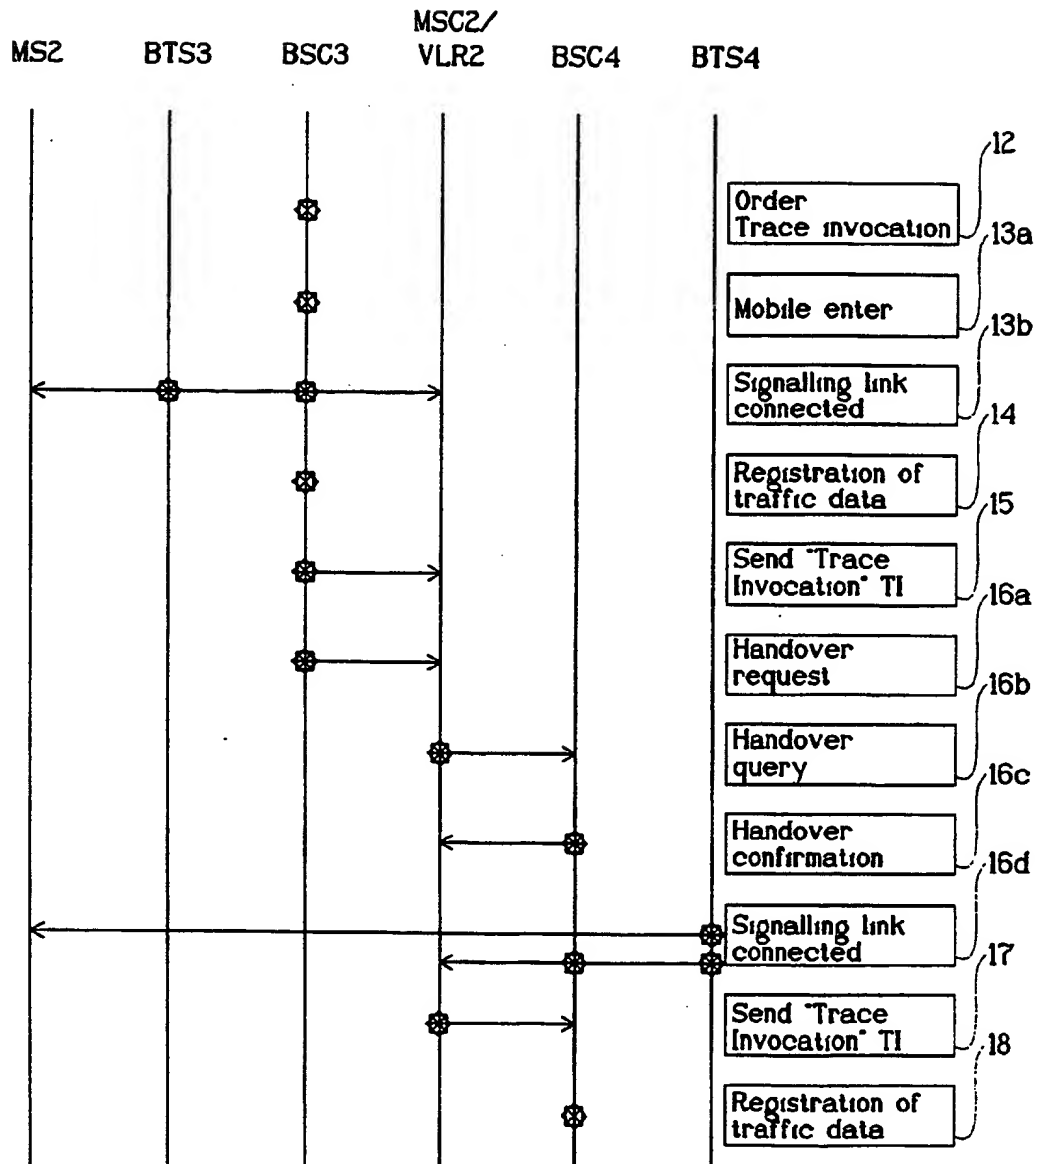 MSC2/
MS2 BTS3 BSC3 VLR2 BSC4 BTS4
12
Order
Trace invocation
13a
Mobile enter
13b
Signalling link
connected
14
Registration of
traffic data
15
Send "Trace
Invocation" TI
16a
Handover
request
16b
Handover
query
16c
Handover
confirmation
16d
Signalling link
connected
17
Send "Trace
Invocation" TI
18
Registration of
traffic data